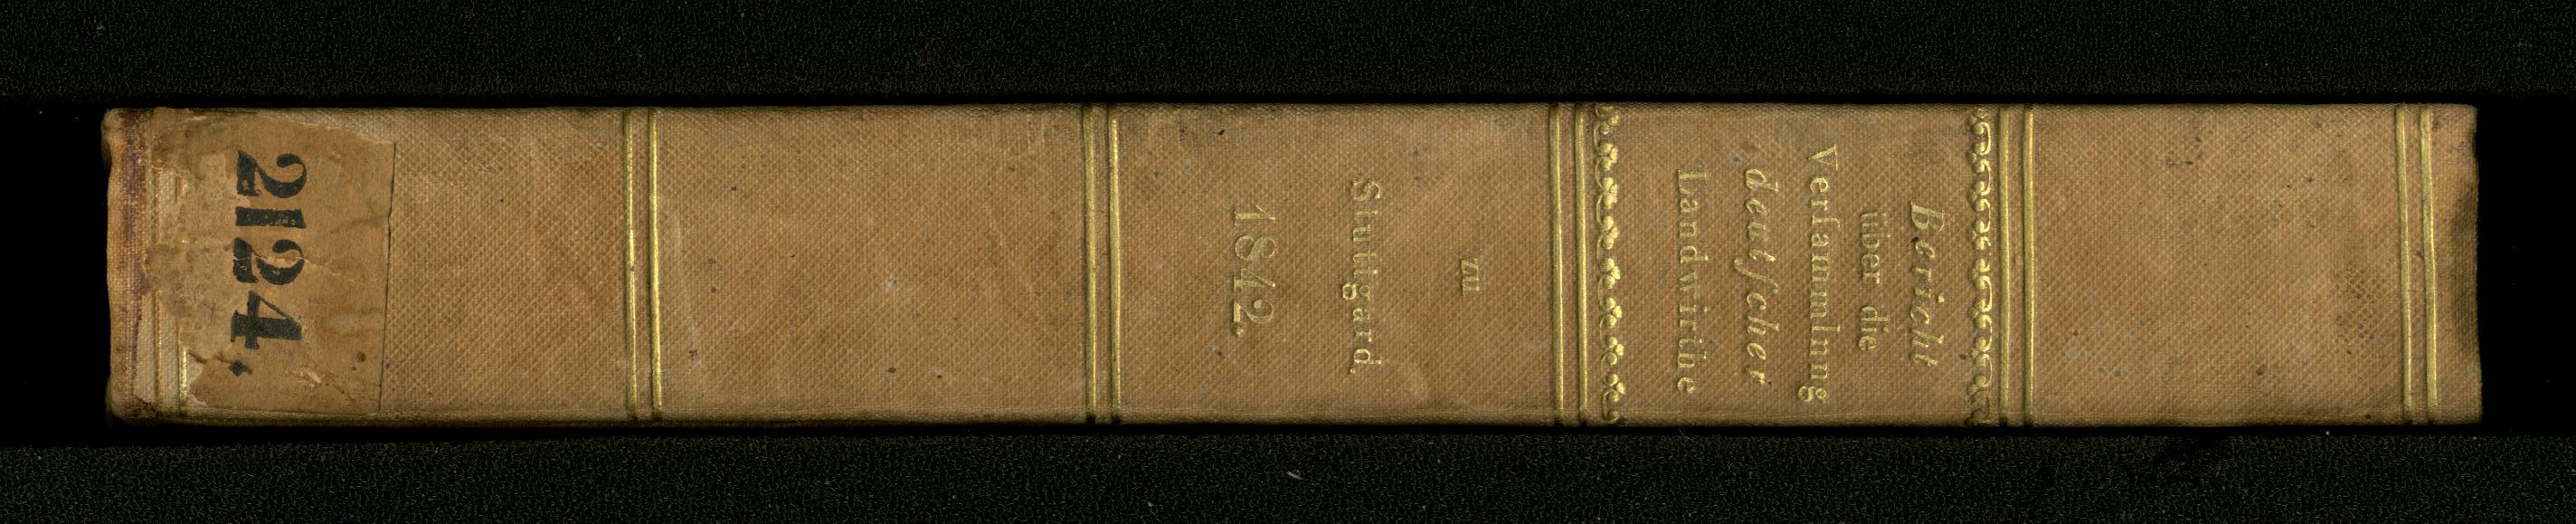 Bericht
über die
Verſammlung
deutſcher
Landwirthe
zu
Stuttgard.
1842.
2124.